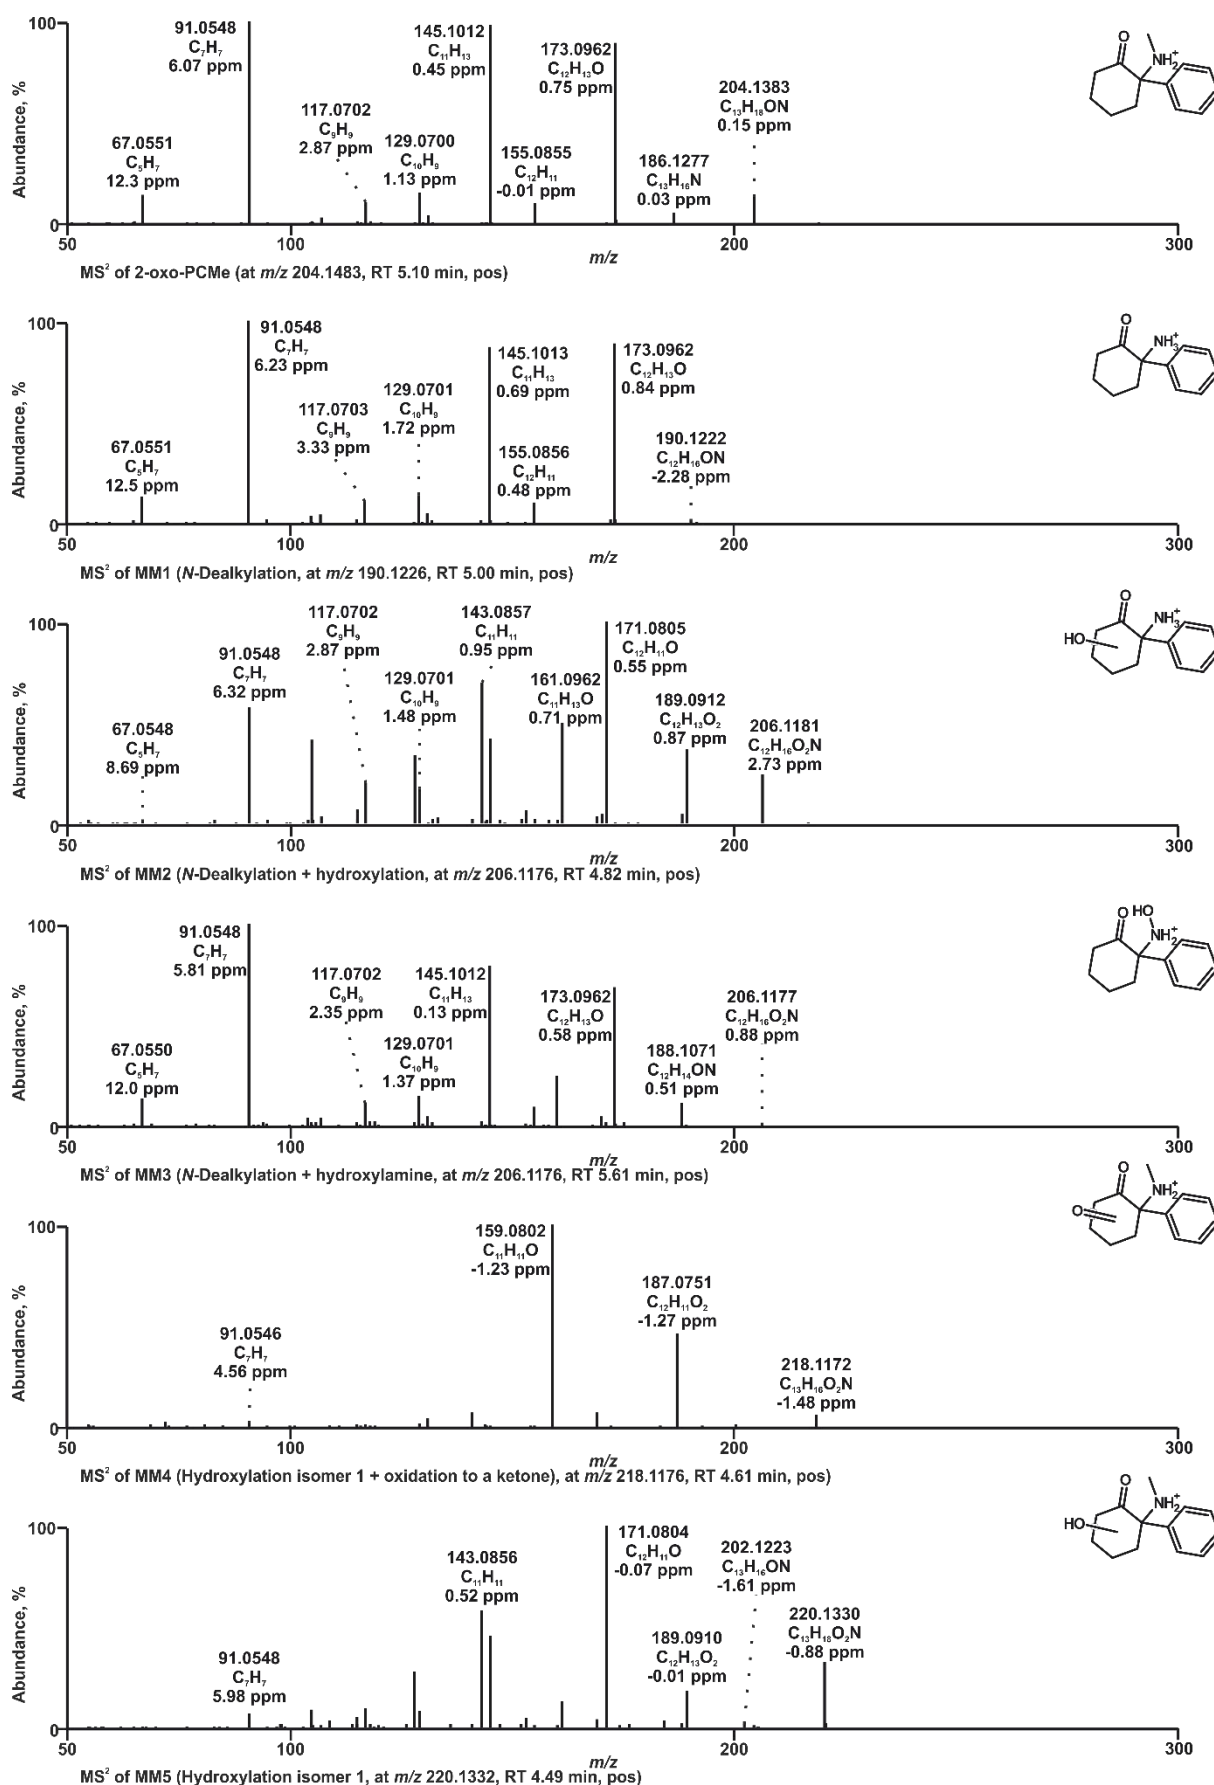 Abundance, %
100
0
50
100
200
300
m/z
67.0551
C₅H₇
12.3 ppm
91.0548
C₇H₇
6.07 ppm
117.0702
C₉H₉
2.87 ppm
129.0700
C₁₀H₉
1.13 ppm
145.1012
C₁₁H₁₃
0.45 ppm
155.0855
C₁₂H₁₁
-0.01 ppm
173.0962
C₁₂H₁₃O
0.75 ppm
186.1277
C₁₃H₁₆N
0.03 ppm
204.1383
C₁₃H₁₈ON
0.15 ppm
O
NH₂⁺
MS² of 2-oxo-PCMe (at m/z 204.1483, RT 5.10 min, pos)
Abundance, %
100
0
50
100
200
300
m/z
67.0551
C₅H₇
12.5 ppm
91.0548
C₇H₇
6.23 ppm
117.0703
C₉H₉
3.33 ppm
129.0701
C₁₀H₉
1.72 ppm
145.1013
C₁₁H₁₃
0.69 ppm
155.0856
C₁₂H₁₁
0.48 ppm
173.0962
C₁₂H₁₃O
0.84 ppm
190.1222
C₁₂H₁₆ON
-2.28 ppm
O
NH₃⁺
MS² of MM1 (N-Dealkylation, at m/z 190.1226, RT 5.00 min, pos)
Abundance, %
100
0
50
100
200
300
m/z
67.0548
C₅H₇
8.69 ppm
91.0548
C₇H₇
6.32 ppm
117.0702
C₉H₉
2.87 ppm
129.0701
C₁₀H₉
1.48 ppm
143.0857
C₁₁H₁₁
0.95 ppm
161.0962
C₁₁H₁₃O
0.71 ppm
171.0805
C₁₂H₁₁O
0.55 ppm
189.0912
C₁₂H₁₃O₂
0.87 ppm
206.1181
C₁₂H₁₆O₂N
2.73 ppm
O
NH₃⁺
HO
MS² of MM2 (N-Dealkylation + hydroxylation, at m/z 206.1176, RT 4.82 min, pos)
Abundance, %
100
0
50
100
200
300
m/z
67.0550
C₅H₇
12.0 ppm
91.0548
C₇H₇
5.81 ppm
117.0702
C₉H₉
2.35 ppm
129.0701
C₁₀H₉
1.37 ppm
145.1012
C₁₁H₁₃
0.13 ppm
173.0962
C₁₂H₁₃O
0.58 ppm
188.1071
C₁₂H₁₄ON
0.51 ppm
206.1177
C₁₂H₁₆O₂N
0.88 ppm
HO
O
NH₂⁺
MS² of MM3 (N-Dealkylation + hydroxylamine, at m/z 206.1176, RT 5.61 min, pos)
Abundance, %
100
0
50
100
200
300
m/z
91.0546
C₇H₇
4.56 ppm
159.0802
C₁₁H₁₁O
-1.23 ppm
187.0751
C₁₂H₁₁O₂
-1.27 ppm
218.1172
C₁₃H₁₆O₂N
-1.48 ppm
O
NH₂⁺
O
MS² of MM4 (Hydroxylation isomer 1 + oxidation to a ketone), at m/z 218.1176, RT 4.61 min, pos)
Abundance, %
100
0
50
100
200
300
m/z
91.0548
C₇H₇
5.98 ppm
143.0856
C₁₁H₁₁
0.52 ppm
171.0804
C₁₂H₁₁O
-0.07 ppm
189.0910
C₁₂H₁₃O₂
-0.01 ppm
202.1223
C₁₃H₁₆ON
-1.61 ppm
220.1330
C₁₃H₁₈O₂N
-0.88 ppm
O
NH₂⁺
HO
MS² of MM5 (Hydroxylation isomer 1, at m/z 220.1332, RT 4.49 min, pos)